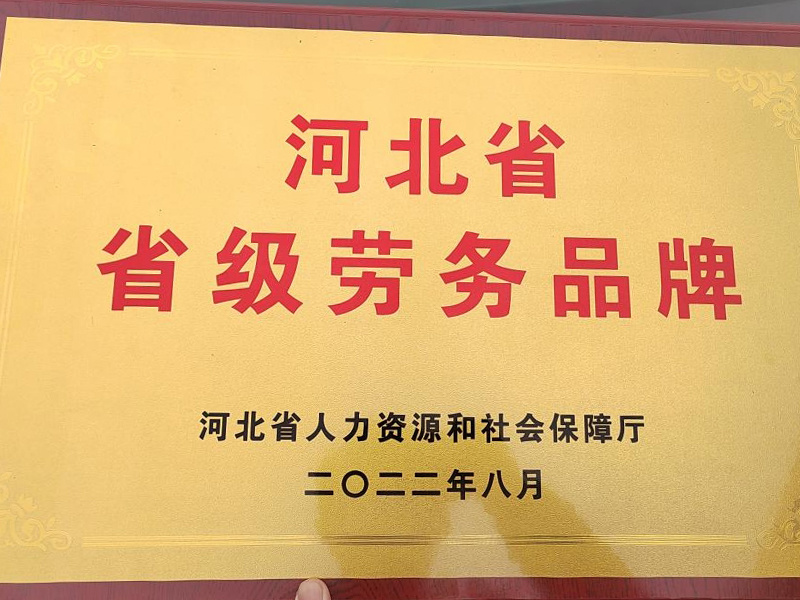 河北省
省级劳务品牌
河北省人力资源和社会保障厅
二〇二二年八月